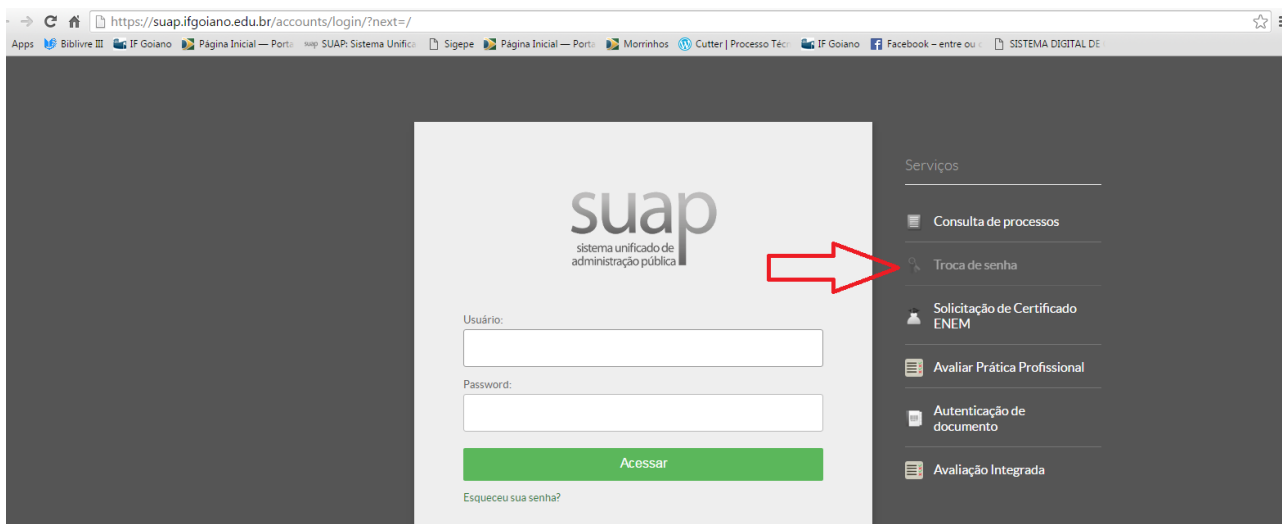 https://suap.ifgoiano.edu.br/accounts/login/?next=/
Apps Biblivre III IF Goiano Página Inicial — Porta SUAP: Sistema Unifica Sigepe Página Inicial — Porta Morrinhos Cutter | Processo Téc IF Goiano Facebook – entre ou SISTEMA DIGITAL DE
suap
sistema unificado de
administração pública
Usuário:
Password:
Acessar
Esqueceu sua senha?
Serviços
Consulta de processos
Troca de senha
Solicitação de Certificado
ENEM
Avaliar Prática Profissional
Autenticação de
documento
Avaliação Integrada